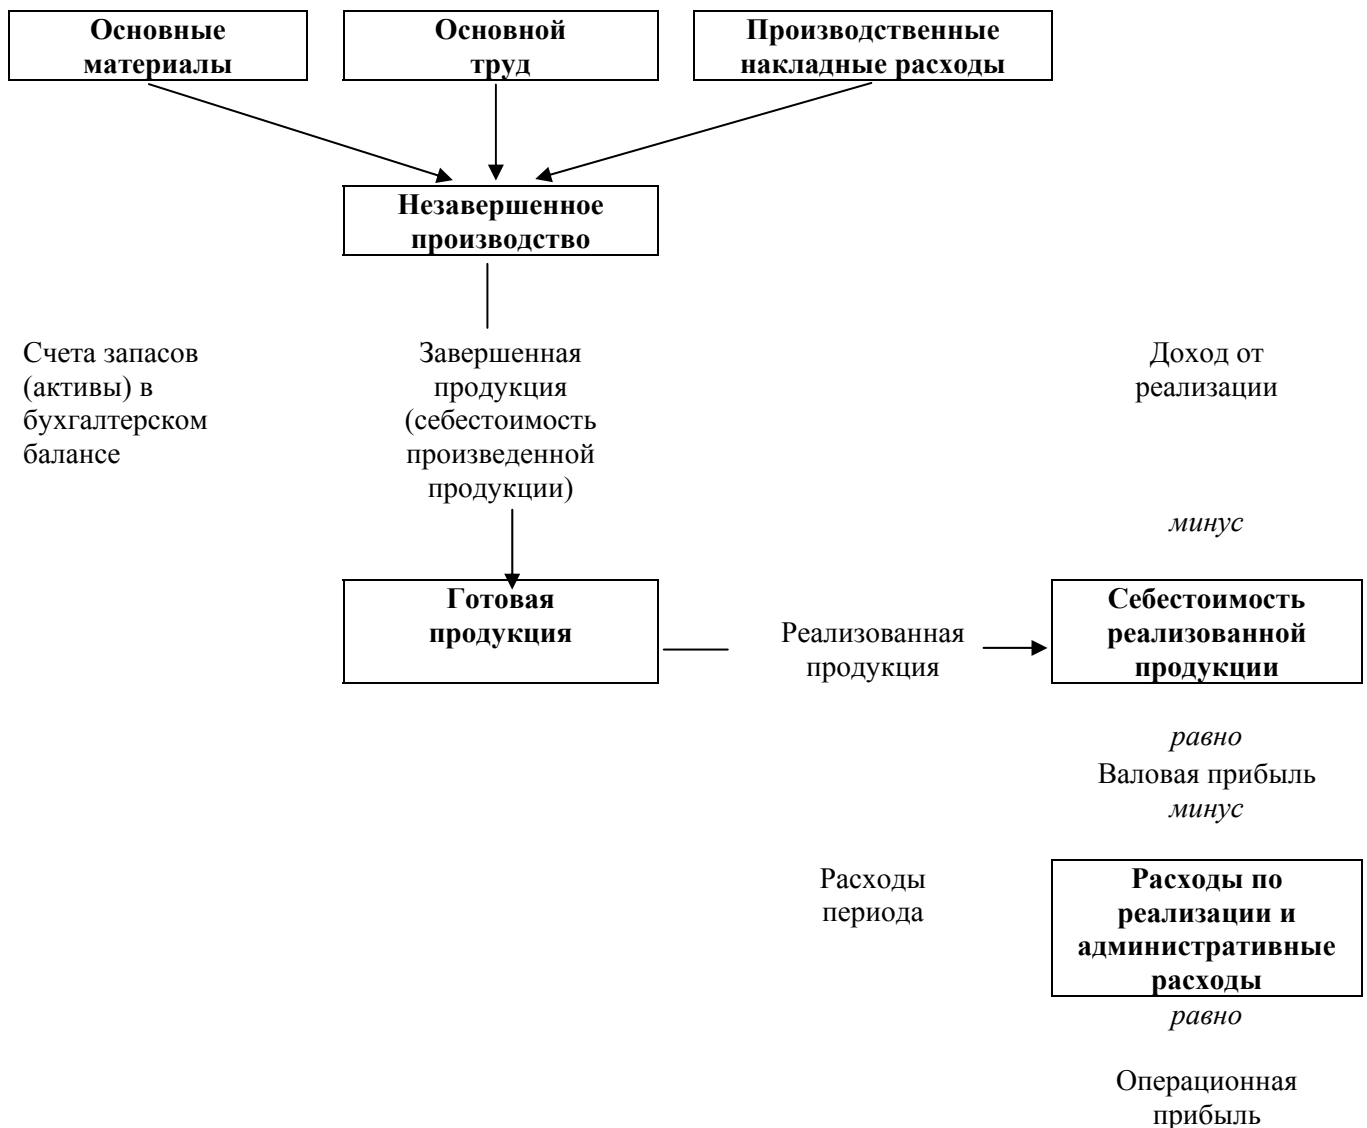 Основные
материалы
Основной
труд
Производственные
накладные расходы
Незавершенное
производство
Счета запасов
(активы) в
бухгалтерском
балансе
Завершенная
продукция
(себестоимость
произведенной
продукции)
Доход от
реализации
минус
Готовая
продукция
Реализованная
продукция
Себестоимость
реализованной
продукции
равно
Валовая прибыль
минус
Расходы
периода
Расходы по
реализации и
административные
расходы
равно
Операционная
прибыль